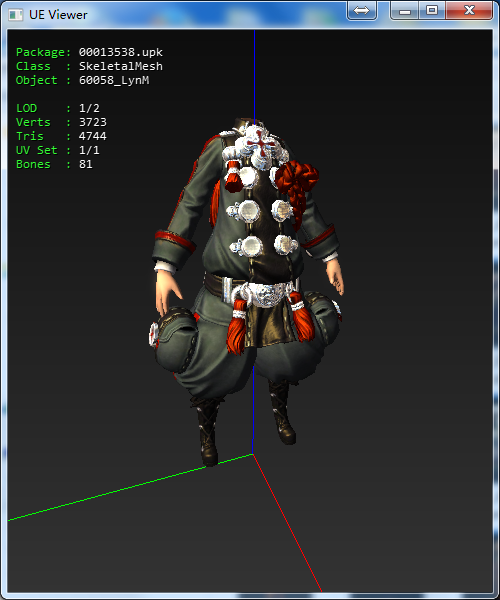 UE Viewer
Package: 00013538.upk
Class : SkeletalMesh
Object : 60058_LynM
LOD : 1/2
Verts : 3723
Tris : 4744
UV Set : 1/1
Bones : 81